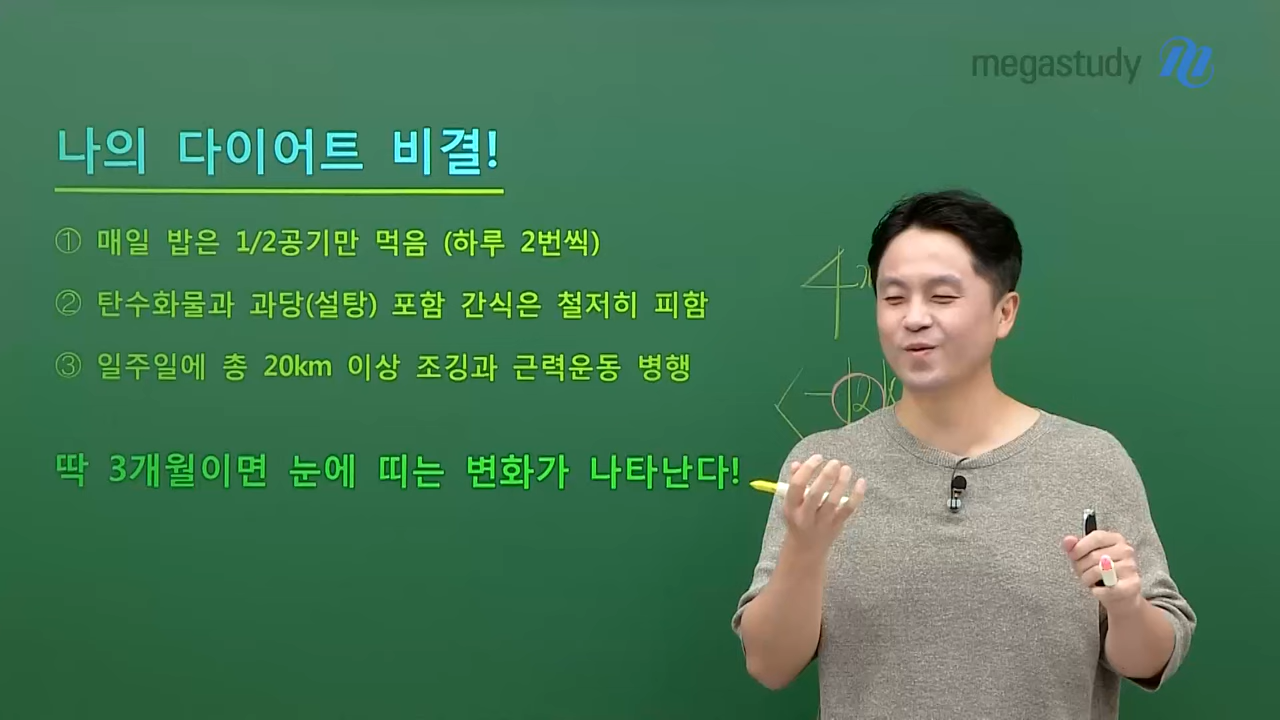 megastudy
나의 다이어트 비결!
① 매일 밥은 1/2공기만 먹음 (하루 2번씩)
② 탄수화물과 과당(설탕) 포함 간식은 철저히 피함
③ 일주일에 총 20km 이상 조깅과 근력운동 병행
딱 3개월이면 눈에 띠는 변화가 나타난다!